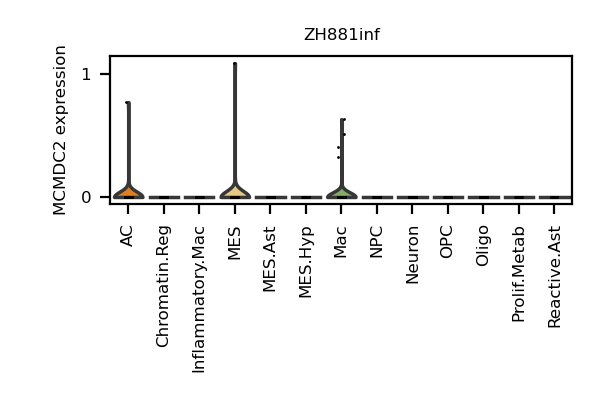 ZH881inf
MCMDC2 expression
1
0
AC
Chromatin.Reg
Inflammatory.Mac
MES
MES.Ast
MES.Hyp
Mac
NPC
Neuron
OPC
Oligo
Prolif.Metab
Reactive.Ast